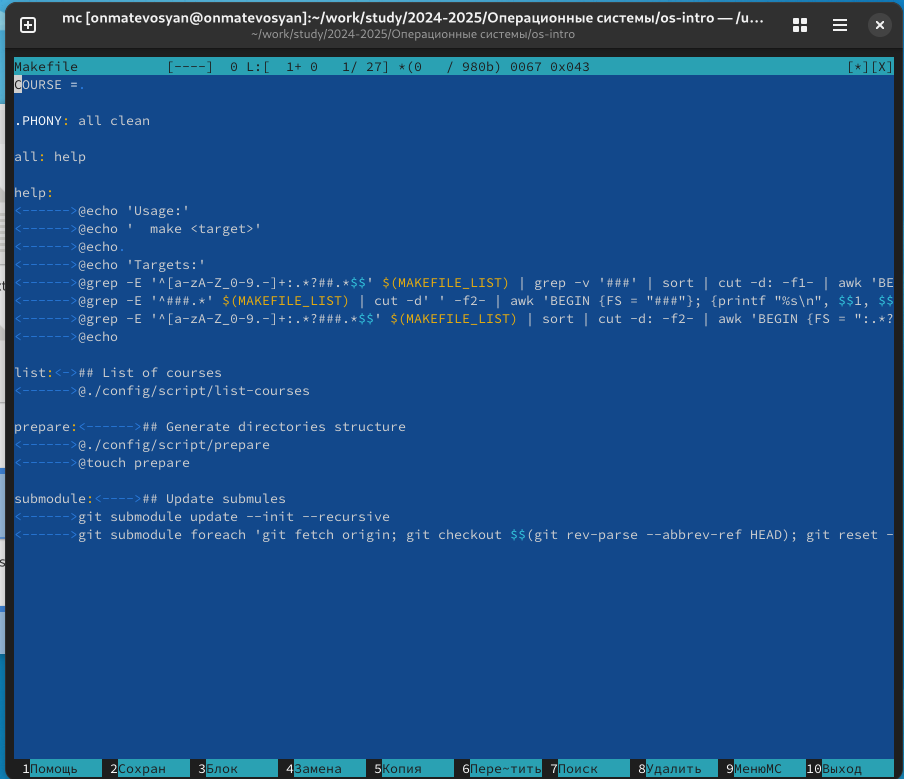 mc [onmatevosyan@onmatevosyan]:~/work/study/2024-2025/Операционные системы/os-intro — /u...
~/work/study/2024-2025/Операционные системы/os-intro
Makefile [----] 0 L:[ 1+ 0 1/ 27] *(0 / 980b) 0067 0x043 [*][X]
COURSE =.
.PHONY: all clean
all: help
help:
<------>@echo 'Usage:'
<------>@echo '  make <target>'
<------>@echo.
<------>@echo 'Targets:'
<------>@grep -E '^[a-zA-Z_0-9.-]+:.*?##.*$$' $(MAKEFILE_LIST) | grep -v '###' | sort | cut -d: -f1- | awk 'BE
<------>@grep -E '^###.*' $(MAKEFILE_LIST) | cut -d' ' -f2- | awk 'BEGIN {FS = "###"}; {printf "%s\n", $$1, $$
<------>@grep -E '^[a-zA-Z_0-9.-]+:.*?###.*$$' $(MAKEFILE_LIST) | sort | cut -d: -f2- | awk 'BEGIN {FS = ":.*?
<------>@echo
list:<->## List of courses
<------>@./config/script/list-courses
prepare:<------>## Generate directories structure
<------>@./config/script/prepare
<------>@touch prepare
submodule:<---->## Update submules
<------>git submodule update --init --recursive
<------>git submodule foreach 'git fetch origin; git checkout $$(git rev-parse --abbrev-ref HEAD); git reset -
1Помощь 2Сохран 3Блок 4Замена 5Копия 6Пере~тить 7Поиск 8Удалить 9МенюMC 10Выход